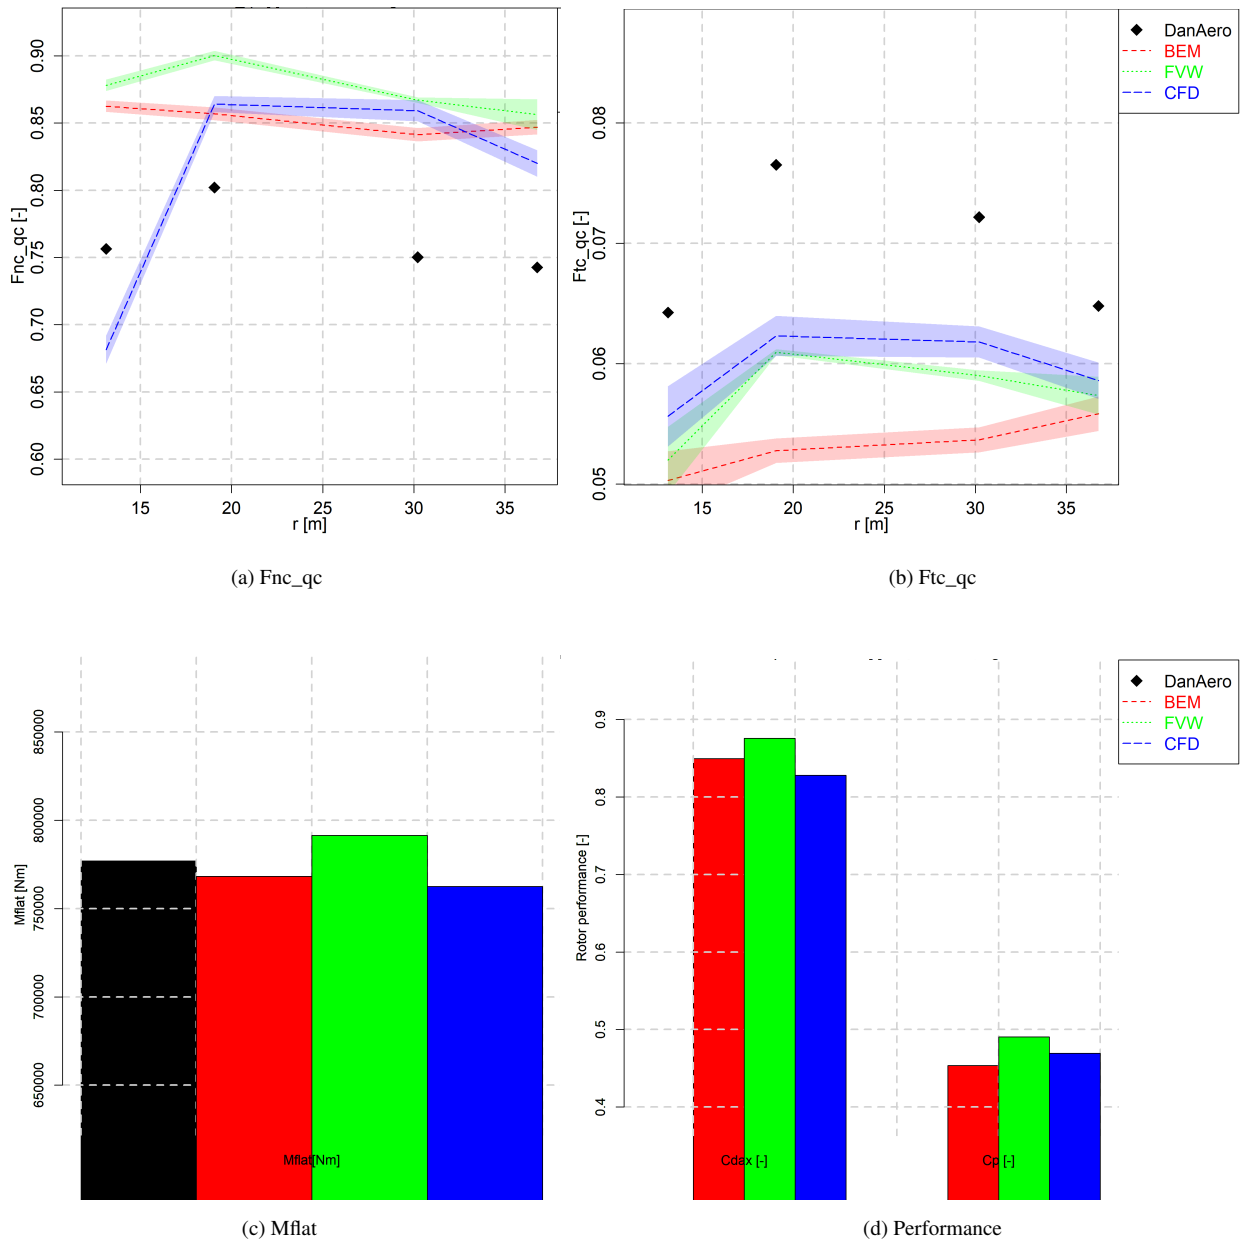 0.90
0.85
0.80
0.75
0.70
0.65
0.60
Fnc_qc [-]
15
20
25
30
35
r [m]
(a) Fnc_qc
0.08
0.07
0.06
0.05
Ftc_qc [-]
15
20
25
30
35
r [m]
(b) Ftc_qc
DanAero
BEM
FVW
CFD
850000
800000
750000
700000
650000
Mflat [Nm]
Mflat[Nm]
(c) Mflat
0.9
0.8
0.7
0.6
0.5
0.4
Rotor performance [-]
Cdax [-]
Cp [-]
(d) Performance
DanAero
BEM
FVW
CFD